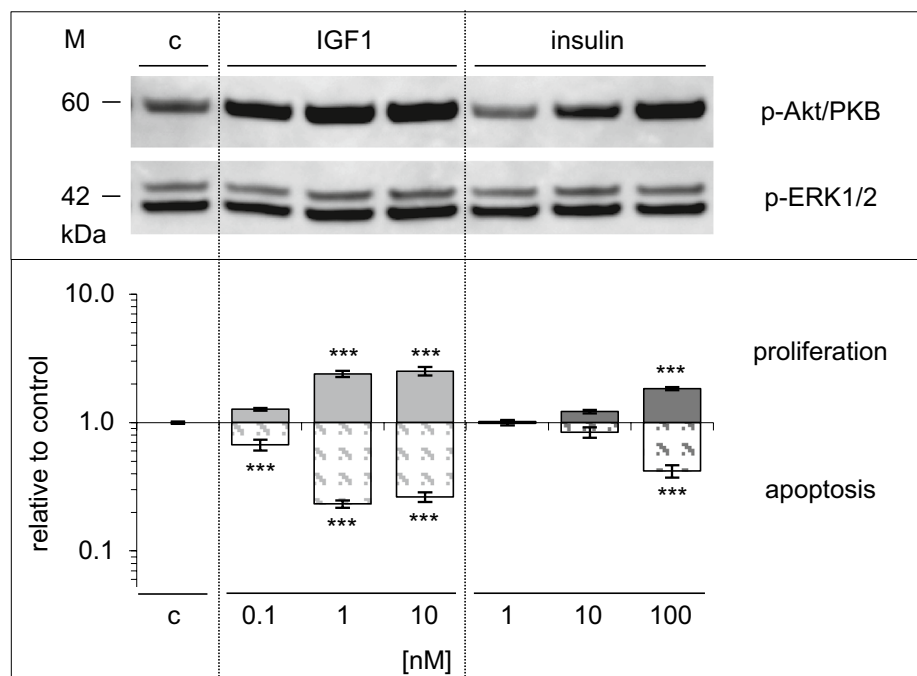 M c IGF1 insulin
60 p-Akt/PKB
42 p-ERK1/2
kDa
10.0
*** *** *** proliferation
1.0
relative to control
*** *** *** *** apoptosis
0.1
c 0.1 1 10 1 10 100
[nM]